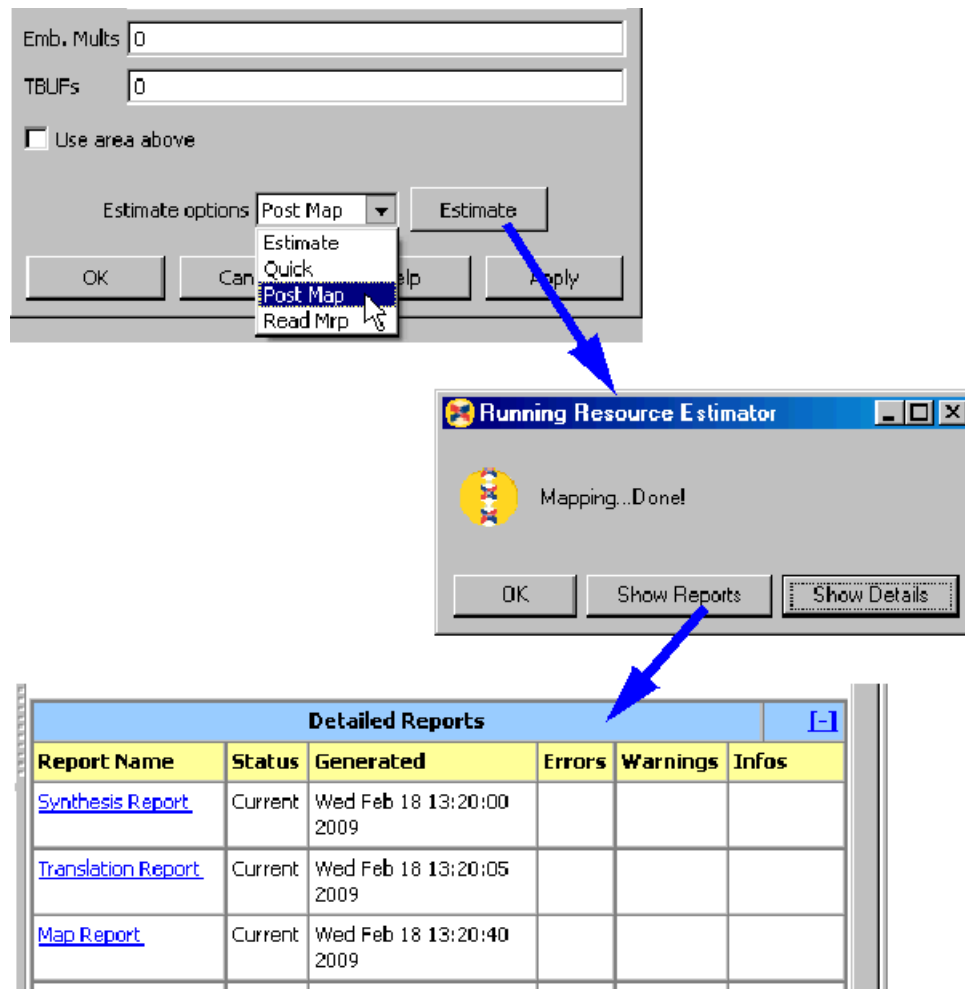 Emb. Mults 0
TBUFs 0
Use area above
Estimate options Post Map Estimate
Estimate
Quick
Post Map
Read Mrp
OK Can elp Apply
Running Resource Estimator
Mapping...Done!
OK Show Reports Show Details
Detailed Reports [-]
Report Name Status Generated Errors Warnings Infos
Synthesis Report Current Wed Feb 18 13:20:00
2009
Translation Report Current Wed Feb 18 13:20:05
2009
Map Report Current Wed Feb 18 13:20:40
2009